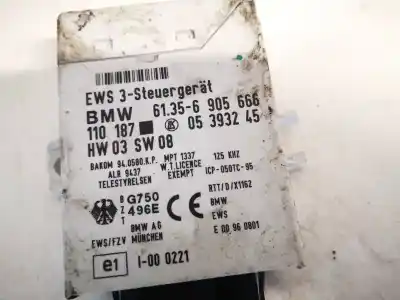 EWS 3-Steuergerät
BMW 61.35-6 905 666
110 187 05 3932 45
HW 03 SW 08
BAKOM 94.0580.K.P. MPT 1337 125 KHZ
ALR 9437 W.T.LICENCE ICP-050TC-95
TELESTYRELSEN EXEMPT RTT/D/X1162
B G750 CE BMW
Z 496E EWS
T BMW AG E 00 96 0801
EWS/FZV MÜNCHEN
e1 I-00 0221